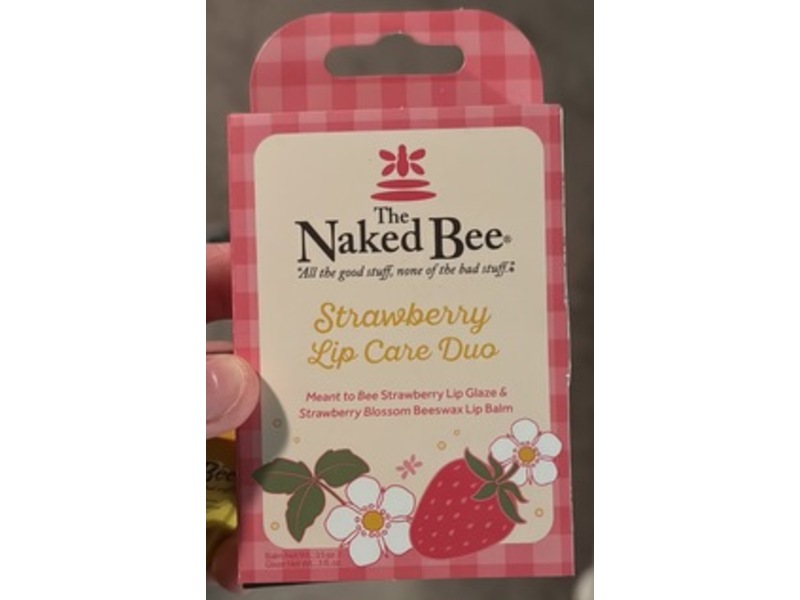 The
Naked Bee®
"All the good stuff, none of the bad stuff."®
Strawberry
Lip Care Duo
Meant to Bee Strawberry Lip Glaze &
Strawberry Blossom Beeswax Lip Balm
Bee